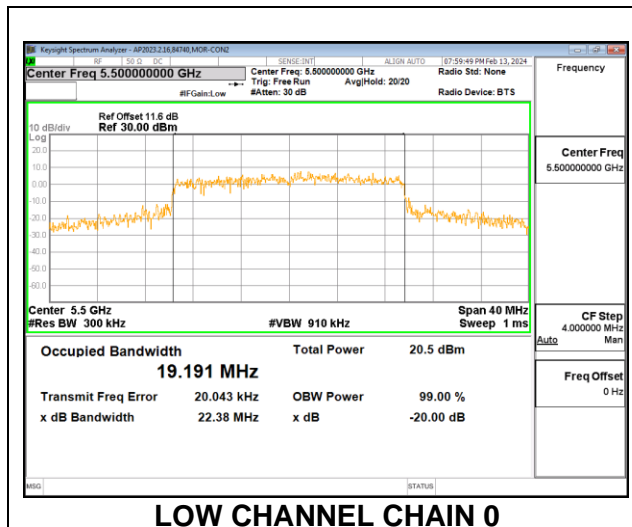 Keysight Spectrum Analyzer - AP2023.2.16,84740,MOR-CON2
RF 50 Ω DC SENSE:INT ALIGN AUTO 07:59:49 PM Feb 13, 2024
Center Freq 5.500000000 GHz Center Freq: 5.500000000 GHz Radio Std: None
Trig: Free Run Avg|Hold: 20/20
#IFGain:Low #Atten: 30 dB Radio Device: BTS
Frequency
Ref Offset 11.6 dB
10 dB/div Ref 30.00 dBm
Log
20.0
10.0
0.00
-10.0
-20.0
-30.0
-40.0
-50.0
-60.0
Center Freq
5.500000000 GHz
Center 5.5 GHz Span 40 MHz
#Res BW 300 kHz #VBW 910 kHz Sweep 1 ms
CF Step
4.000000 MHz
Auto Man
Occupied Bandwidth Total Power 20.5 dBm
19.191 MHz
Transmit Freq Error 20.043 kHz OBW Power 99.00 %
x dB Bandwidth 22.38 MHz x dB -20.00 dB
Freq Offset
0 Hz
MSG STATUS
LOW CHANNEL CHAIN 0